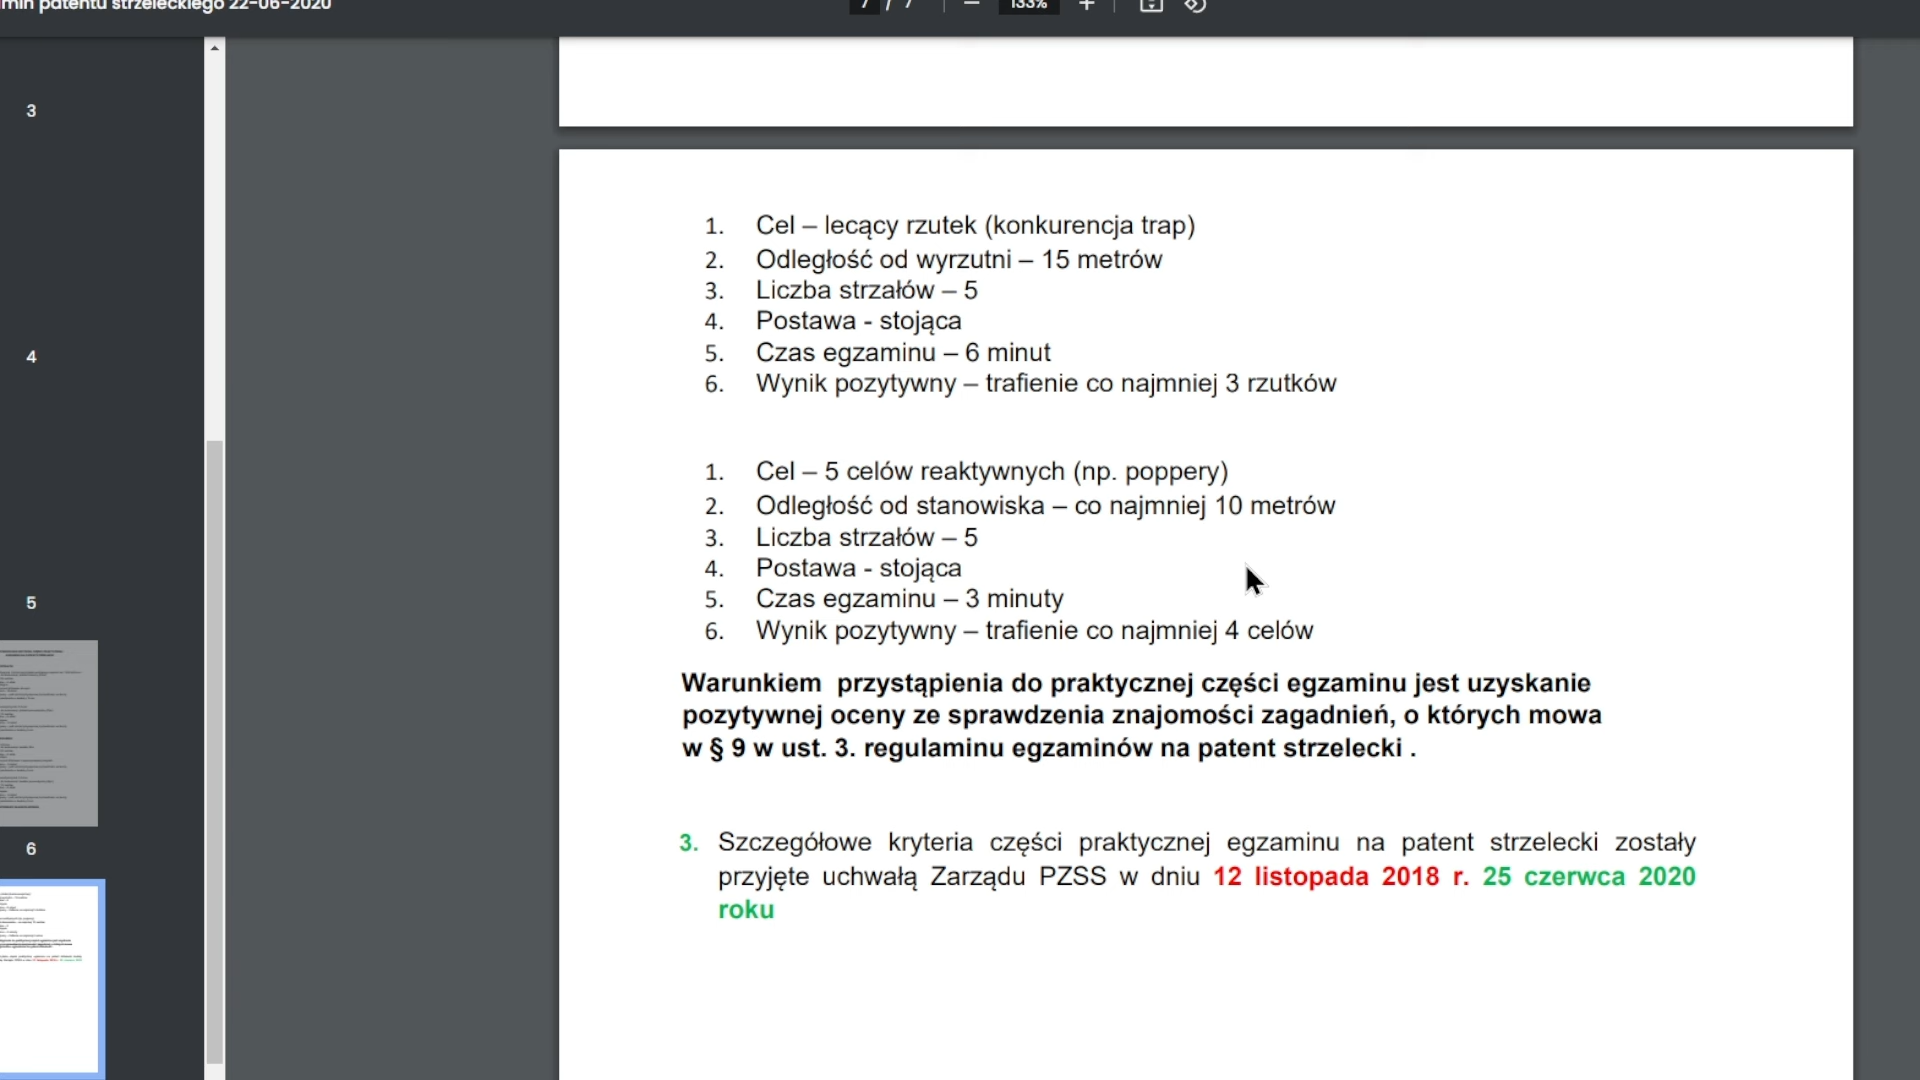 min patentu strzeleckiego 22-06-2020
7 / 7
133%
3
4
5
6
1. Cel – lecący rzutek (konkurencja trap)
2. Odległość od wyrzutni – 15 metrów
3. Liczba strzałów – 5
4. Postawa - stojąca
5. Czas egzaminu – 6 minut
6. Wynik pozytywny – trafienie co najmniej 3 rzutków
1. Cel – 5 celów reaktywnych (np. poppery)
2. Odległość od stanowiska – co najmniej 10 metrów
3. Liczba strzałów – 5
4. Postawa - stojąca
5. Czas egzaminu – 3 minuty
6. Wynik pozytywny – trafienie co najmniej 4 celów
Warunkiem przystąpienia do praktycznej części egzaminu jest uzyskanie
pozytywnej oceny ze sprawdzenia znajomości zagadnień, o których mowa
w § 9 w ust. 3. regulaminu egzaminów na patent strzelecki .
3. Szczegółowe kryteria części praktycznej egzaminu na patent strzelecki zostały
przyjęte uchwałą Zarządu PZSS w dniu 12 listopada 2018 r. 25 czerwca 2020
roku